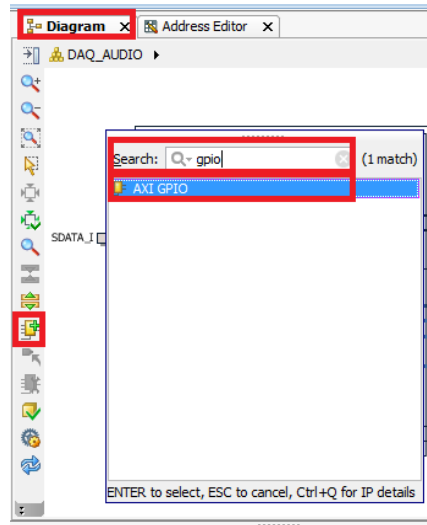 Diagram X Address Editor X
DAQ_AUDIO
Search: gpio (1 match)
AXI GPIO
SDATA_I
ENTER to select, ESC to cancel, Ctrl+Q for IP details